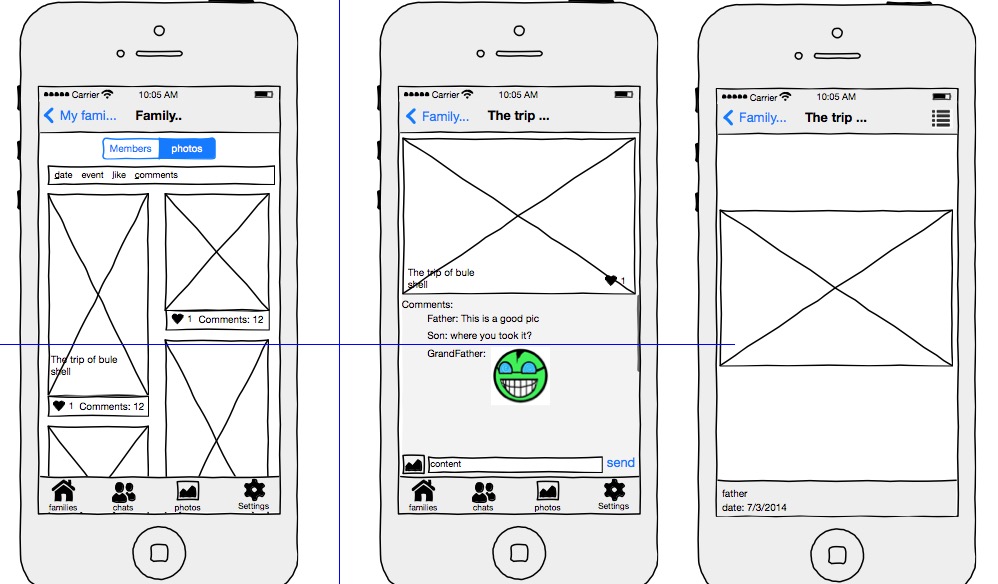 Carrier 10:05 AM
My fami... Family..
Members photos
date event like comments
1 Comments: 12
The trip of bule
shell
1 Comments: 12
families chats photos Settings
Carrier 10:05 AM
Family... The trip ...
The trip of bule
shell
1
Comments:
Father: This is a good pic
Son: where you took it?
GrandFather:
content send
families chats photos Settings
Carrier 10:05 AM
Family... The trip ...
father
date: 7/3/2014